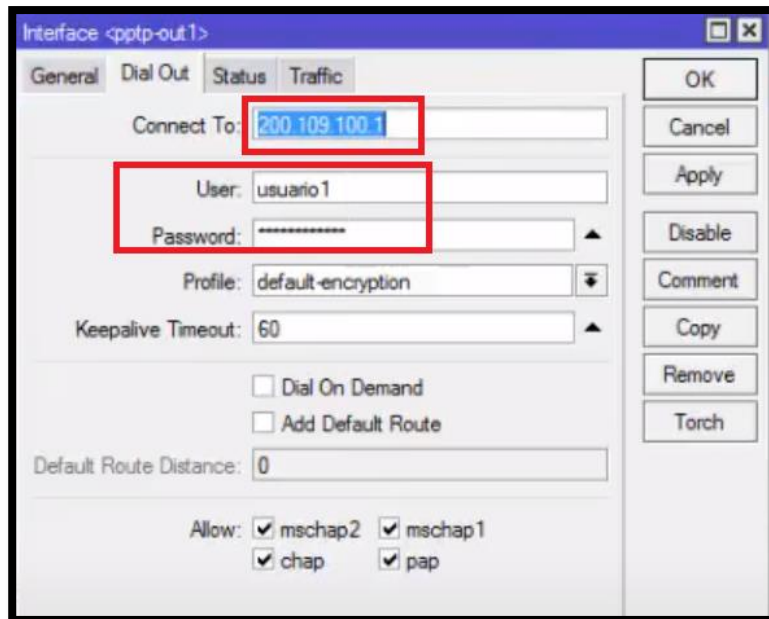 Interface <pptp-out1>
General Dial Out Status Traffic
Connect To: 200.109.100.1
User: usuario1
Password: ************
Profile: default-encryption
Keepalive Timeout: 60
Dial On Demand
Add Default Route
Default Route Distance: 0
Allow: mschap2 mschap1
chap pap
OK
Cancel
Apply
Disable
Comment
Copy
Remove
Torch